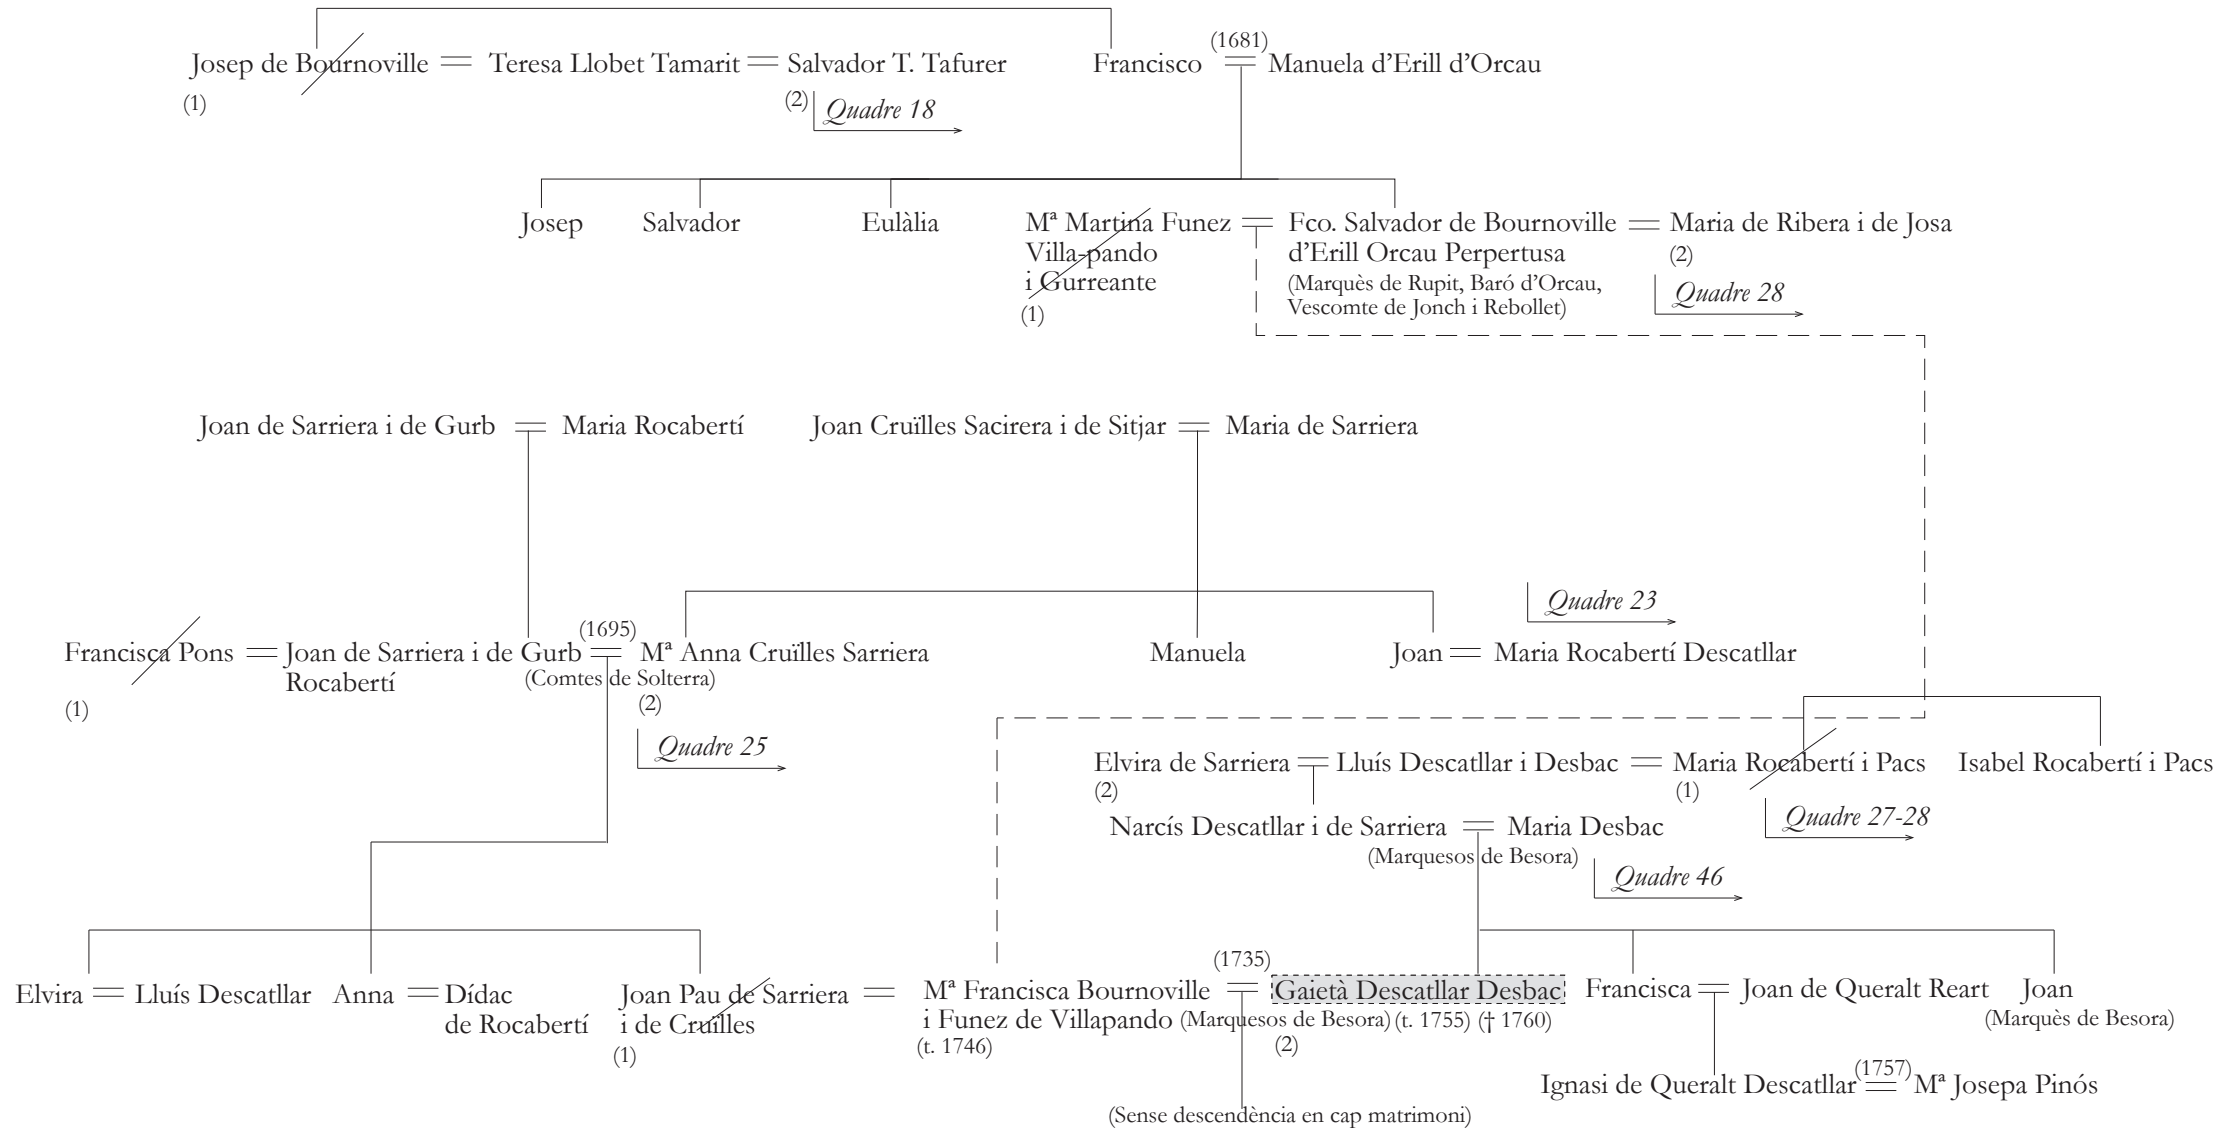 (1681)
Josep de Bournoville = Teresa Llobet Tamarit = Salvador T. Tafurer Francisco = Manuela d'Erill d'Orcau
(1) (2) Quadre 18
Josep Salvador Eulàlia Mª Martina Funez = Fco. Salvador de Bournoville = Maria de Ribera i de Josa
Villa-pando d'Erill Orcau Perpertusa (2)
i Gurreante (Marquès de Rupit, Baró d'Orcau, Quadre 28
(1) Vescomte de Jonch i Rebollet)
Joan de Sarriera i de Gurb = Maria Rocabertí Joan Cruïlles Sacirera i de Sitjar = Maria de Sarriera
Quadre 23
(1695)
Francisca Pons = Joan de Sarriera i de Gurb = Mª Anna Cruïlles Sarriera Manuela Joan = Maria Rocabertí Descatllar
Rocabertí (Comtes de Solterra)
(1) (2)
Quadre 25
Elvira de Sarriera = Lluís Descatllar i Desbac = Maria Rocabertí i Pacs Isabel Rocabertí i Pacs
(2) (1)
Quadre 27-28
Narcís Descatllar i de Sarriera = Maria Desbac
(Marquesos de Besora)
Quadre 46
(1735)
Elvira = Lluís Descatllar Anna = Dídac Joan Pau de Sarriera = Mª Francisca Bournoville = Gaietà Descatllar Desbac Francisca = Joan de Queralt Reart Joan
de Rocabertí i de Cruïlles i Funez de Villapando (Marquesos de Besora) (t. 1755) († 1760) (Marquès de Besora)
(1) (t. 1746) (2)
(1757)
Ignasi de Queralt Descatllar = Mª Josepa Pinós
(Sense descendència en cap matrimoni)